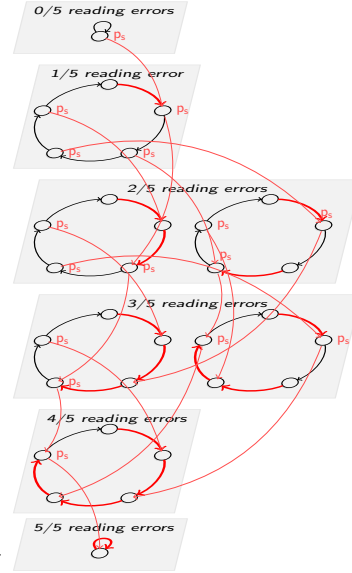 0/5 reading errors
ps
1/5 reading error
ps ps
ps ps
2/5 reading errors
ps
ps ps
ps
ps ps
3/5 reading errors
ps ps ps
ps
4/5 reading errors
ps
5/5 reading errors